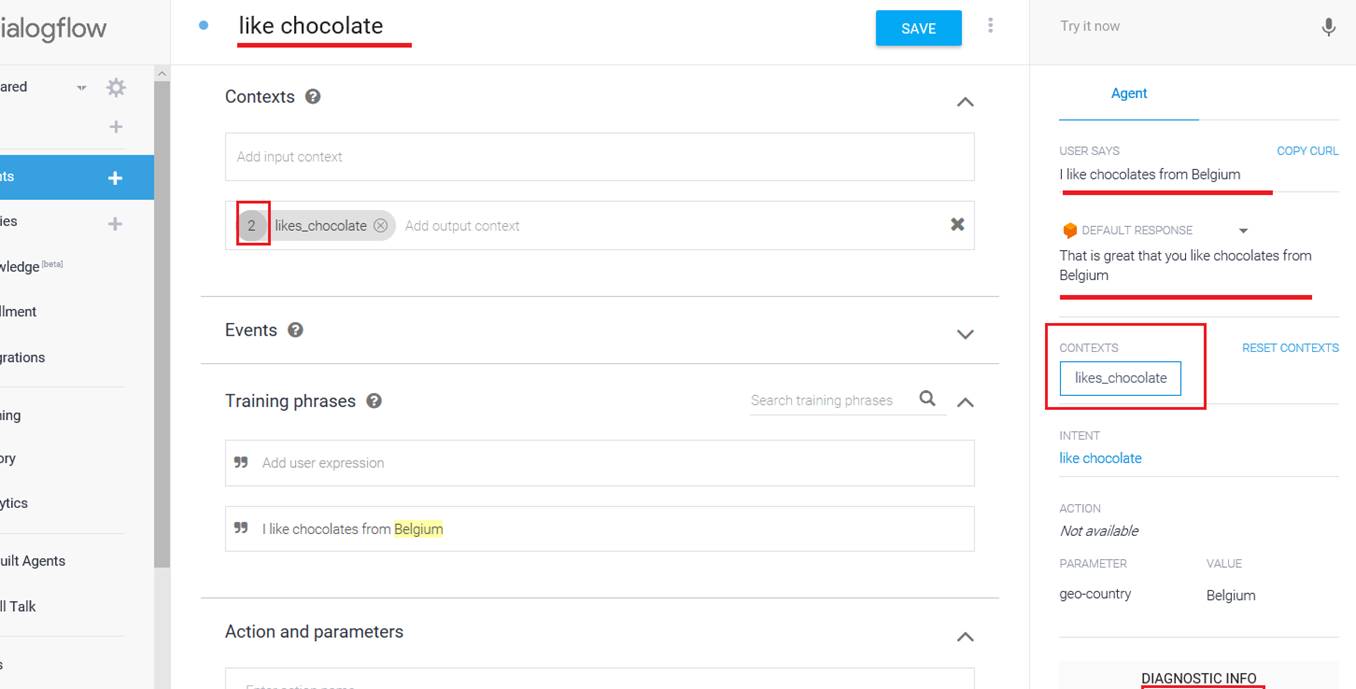 ialogflow
like chocolate
SAVE
Try it now
ared
Agent
Contexts
Add input context
USER SAYS COPY CURL
I like chocolates from Belgium
nts
2 likes_chocolate Add output context
ies
DEFAULT RESPONSE
That is great that you like chocolates from
Belgium
wledge [beta]
llment
Events
CONTEXTS RESET CONTEXTS
likes_chocolate
grations
Training phrases
Search training phrases
ning
INTENT
like chocolate
Add user expression
ory
ytics
ACTION
Not available
I like chocolates from Belgium
PARAMETER VALUE
uilt Agents
geo-country Belgium
ll Talk
Action and parameters
s
DIAGNOSTIC INFO
Enter action name